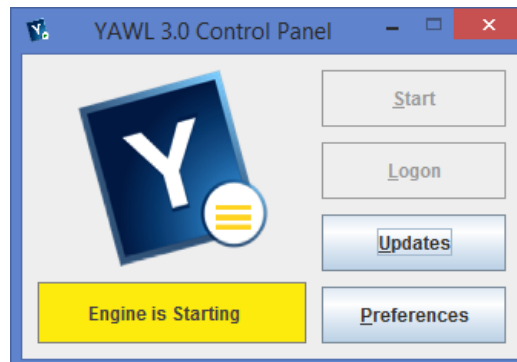 YAWL 3.0 Control Panel
Y
Start
Y
Logon
Updates
Engine is Starting
Preferences